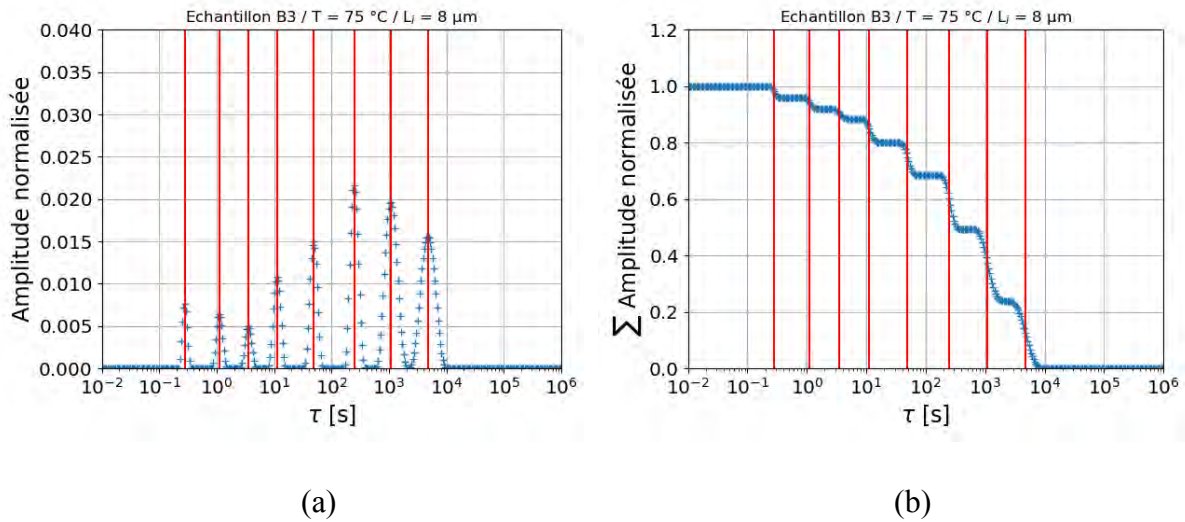 Echantillon B3 / T = 75 °C / Lᵢ = 8 µm
0.040
0.035
0.030
0.025
0.020
0.015
0.010
0.005
0.000
Amplitude normalisée
10⁻² 10⁻¹ 10⁰ 10¹ 10² 10³ 10⁴ 10⁵ 10⁶
τ [s]
(a)
Echantillon B3 / T = 75 °C / Lᵢ = 8 µm
1.2
1.0
0.8
0.6
0.4
0.2
0.0
∑ Amplitude normalisée
10⁻² 10⁻¹ 10⁰ 10¹ 10² 10³ 10⁴ 10⁵ 10⁶
τ [s]
(b)